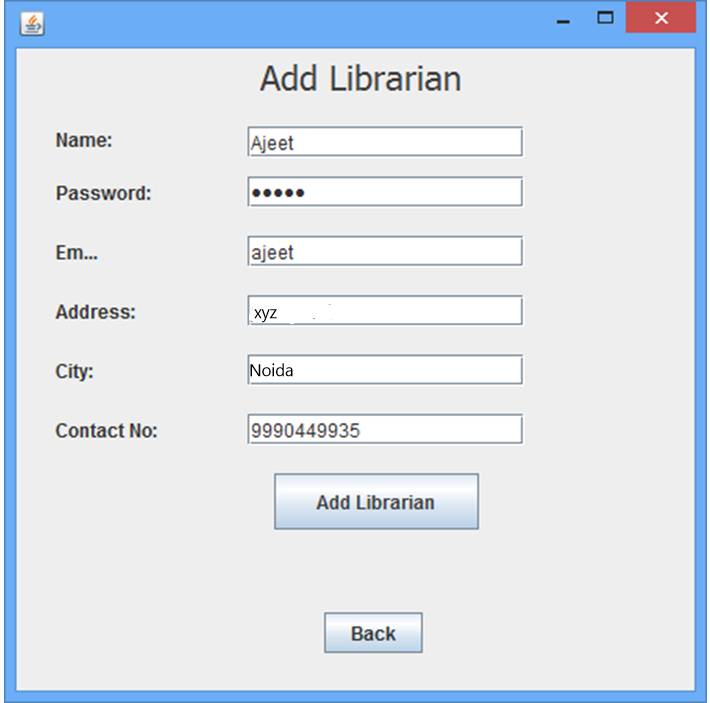 Add Librarian
Name: Ajeet
Password: •••••
Em... ajeet
Address: xyz
City: Noida
Contact No: 9990449935
Add Librarian
Back